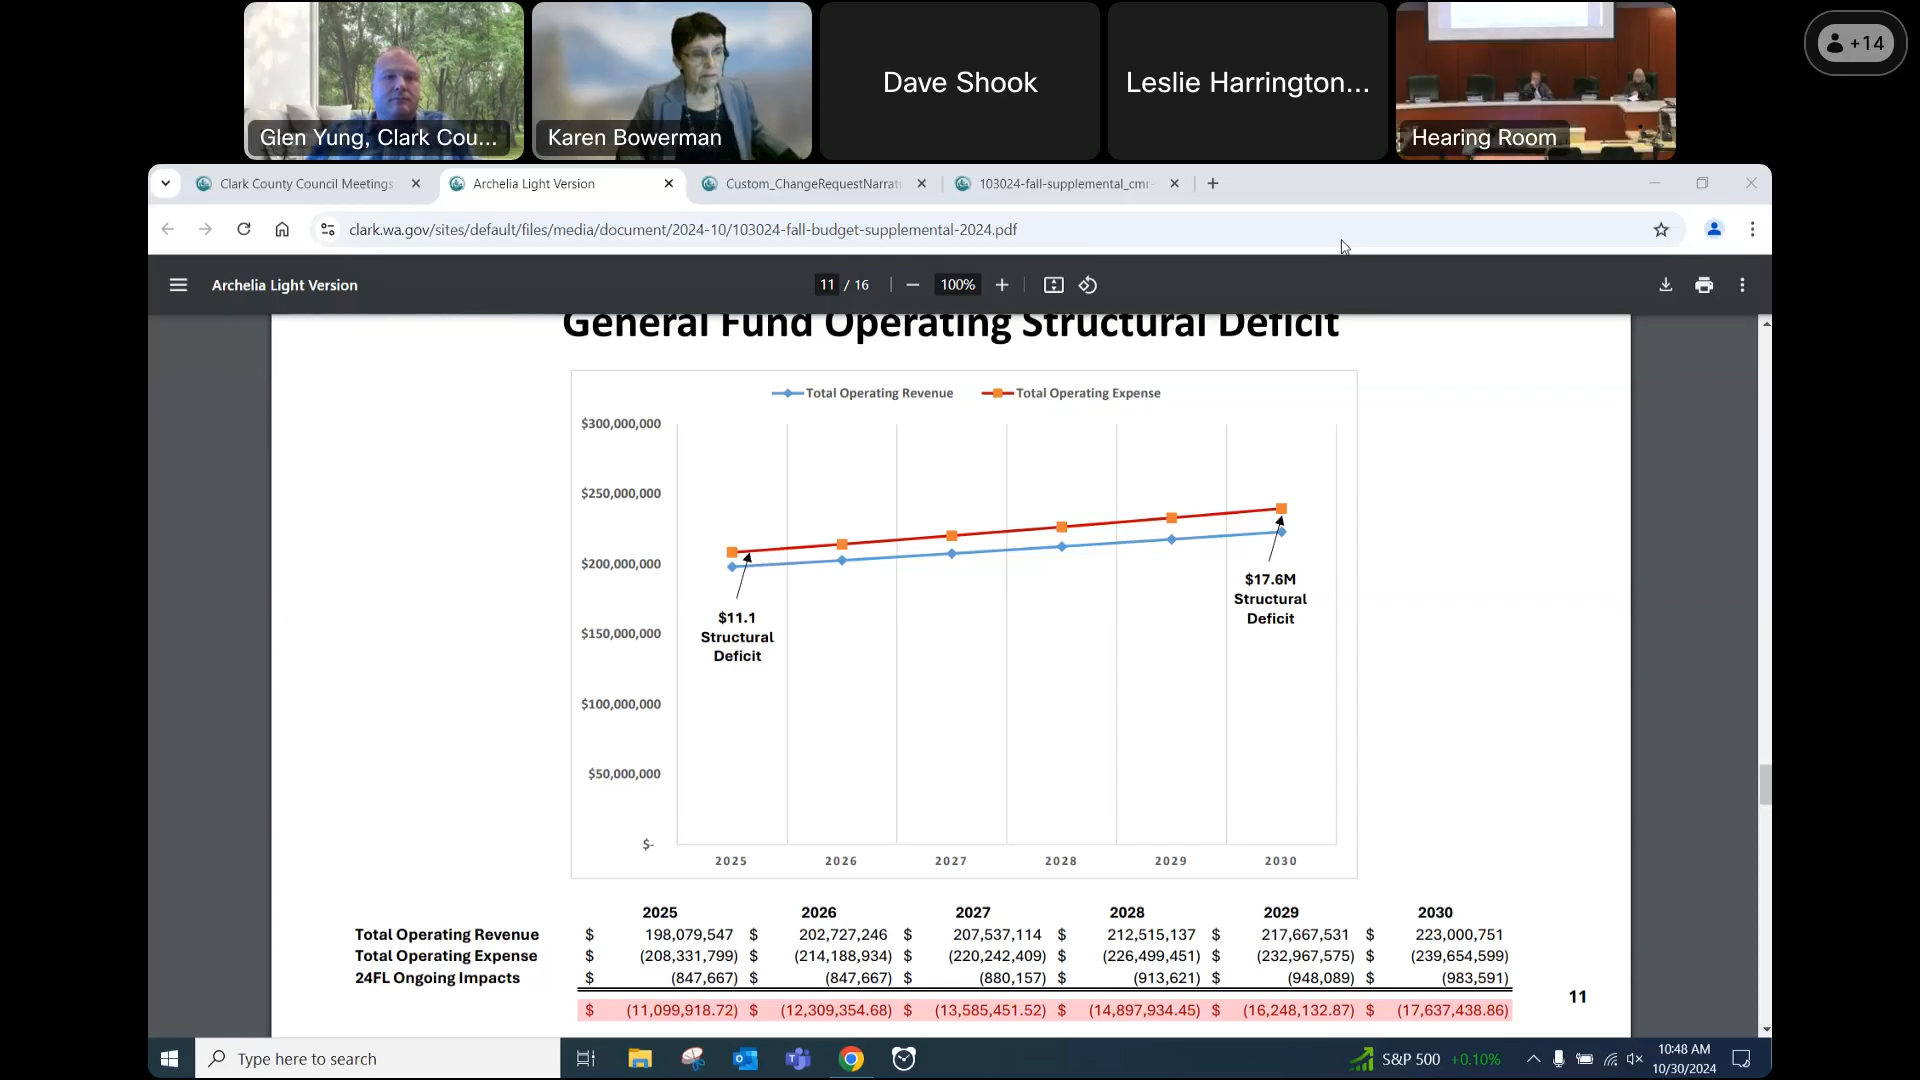 Glen Yung, Clark Cou...
Karen Bowerman
Dave Shook
Leslie Harrington...
Hearing Room
+14
Clark County Council Meetings
Archelia Light Version
Custom_ChangeRequestNarrati
103024-fall-supplemental_cmr-
clark.wa.gov/sites/default/files/media/document/2024-10/103024-fall-budget-supplemental-2024.pdf
Archelia Light Version
11 / 16
100%
General Fund Operating Structural Deficit
Total Operating Revenue Total Operating Expense
$300,000,000
$250,000,000
$200,000,000
$150,000,000
$100,000,000
$50,000,000
$-
$11.1
Structural
Deficit
$17.6M
Structural
Deficit
2025 2026 2027 2028 2029 2030
2025 2026 2027 2028 2029 2030
Total Operating Revenue $ 198,079,547 $ 202,727,246 $ 207,537,114 $ 212,515,137 $ 217,667,531 $ 223,000,751
Total Operating Expense $ (208,331,799) $ (214,188,934) $ (220,242,409) $ (226,499,451) $ (232,967,575) $ (239,654,599)
24FL Ongoing Impacts $ (847,667) $ (847,667) $ (880,157) $ (913,621) $ (948,089) $ (983,591)
$ (11,099,918.72) $ (12,309,354.68) $ (13,585,451.52) $ (14,897,934.45) $ (16,248,132.87) $ (17,637,438.86)
11
Type here to search
S&P 500 +0.10%
10:48 AM
10/30/2024